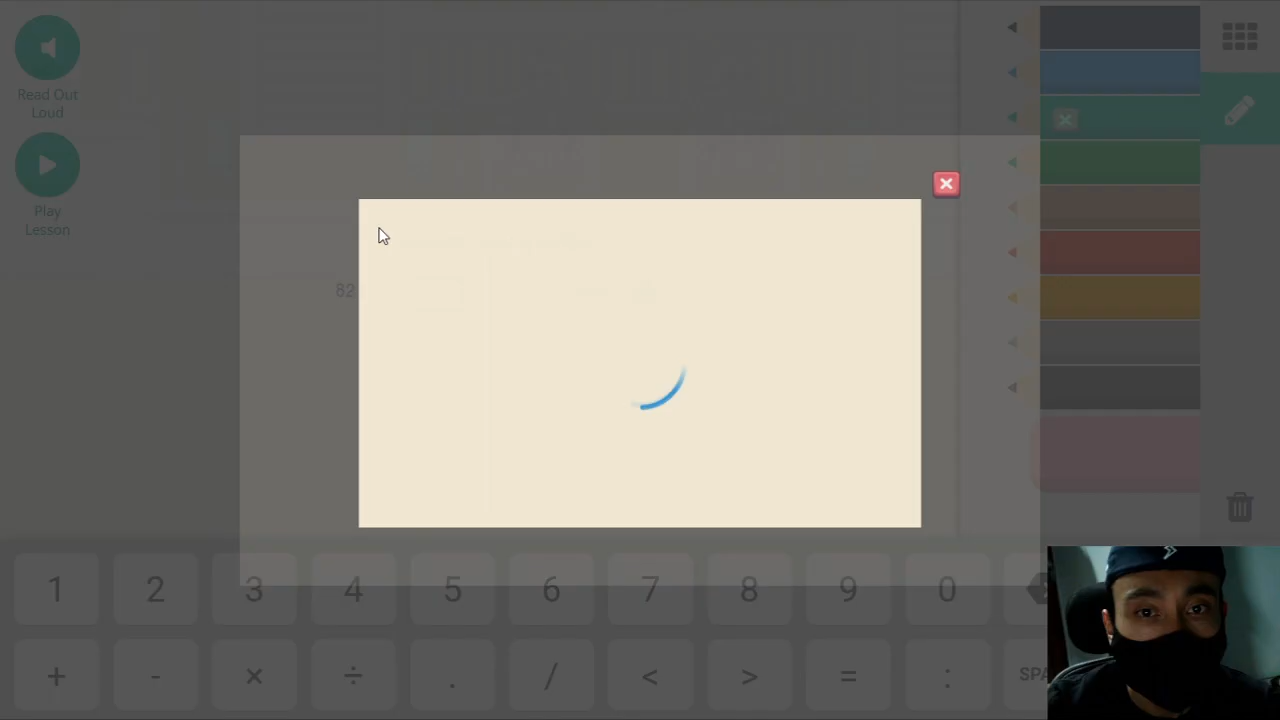 Read Out
Loud
Play
Lesson
82
1 2 3 4 5 6 7 8 9 0
+ - × ÷ . / < > = : SPA